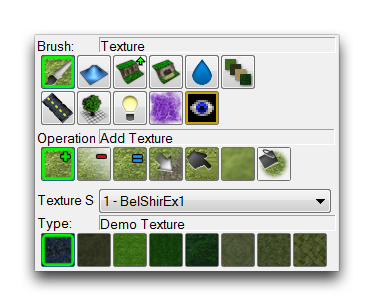 Brush: Texture
Operation Add Texture
Texture S 1 - BelShirEx1
Type: Demo Texture